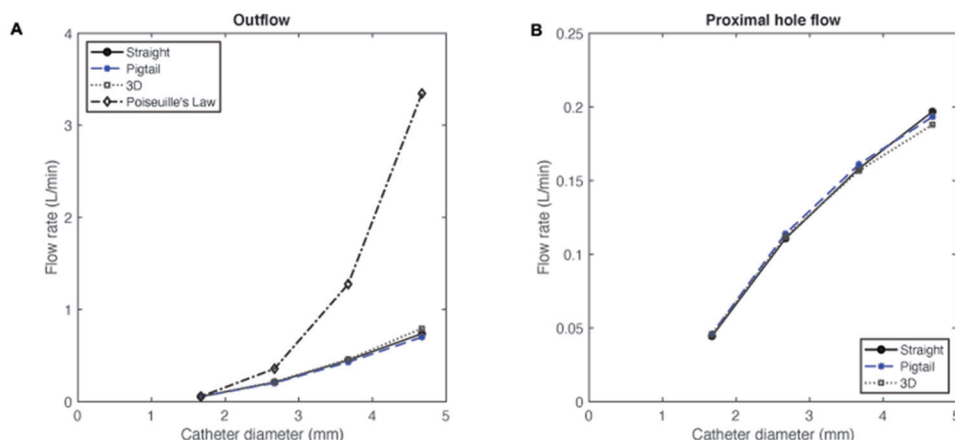 A
Outflow
4
3
2
1
0
Flow rate (L/min)
Straight
Pigtail
3D
Poiseuille's Law
0 1 2 3 4 5
Catheter diameter (mm)
B
Proximal hole flow
0.25
0.2
0.15
0.1
0.05
0
Flow rate (L/min)
Straight
Pigtail
3D
0 1 2 3 4 5
Catheter diameter (mm)